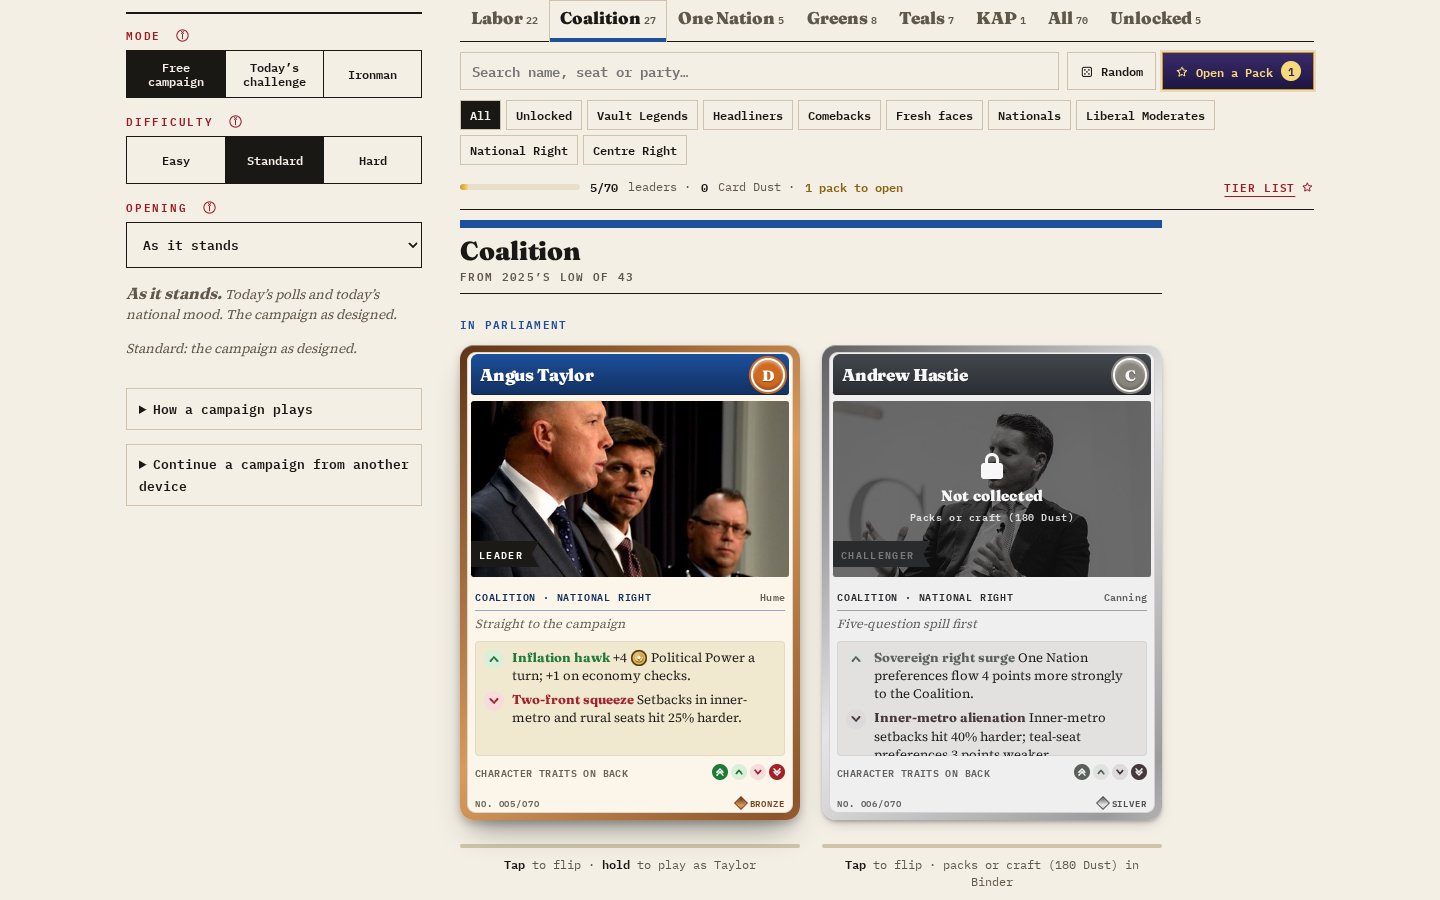 Labor 22 Coalition 27 One Nation 5 Greens 8 Teals 7 KAP 1 All 70 Unlocked 5
MODE
Free campaign
Today's challenge
Ironman
DIFFICULTY
Easy
Standard
Hard
OPENING
As it stands
As it stands. Today's polls and today's
national mood. The campaign as designed.
Standard: the campaign as designed.
▶ How a campaign plays
▶ Continue a campaign from another
device
Search name, seat or party…
Random
Open a Pack 1
All Unlocked Vault Legends Headliners Comebacks Fresh faces Nationals Liberal Moderates
National Right Centre Right
5/70 leaders · 0 Card Dust · 1 pack to open
TIER LIST
Coalition
FROM 2025'S LOW OF 43
IN PARLIAMENT
Angus Taylor D
LEADER
COALITION · NATIONAL RIGHT Hume
Straight to the campaign
Inflation hawk +4 Political Power a
turn; +1 on economy checks.
Two-front squeeze Setbacks in inner-
metro and rural seats hit 25% harder.
CHARACTER TRAITS ON BACK
NO. 005/070 BRONZE
Tap to flip · hold to play as Taylor
Andrew Hastie C
Not collected
Packs or craft (180 Dust)
CHALLENGER
COALITION · NATIONAL RIGHT Canning
Five-question spill first
Sovereign right surge One Nation
preferences flow 4 points more strongly
to the Coalition.
Inner-metro alienation Inner-metro
setbacks hit 40% harder; teal-seat
preferences 3 points weaker
CHARACTER TRAITS ON BACK
NO. 006/070 SILVER
Tap to flip · packs or craft (180 Dust) in
Binder